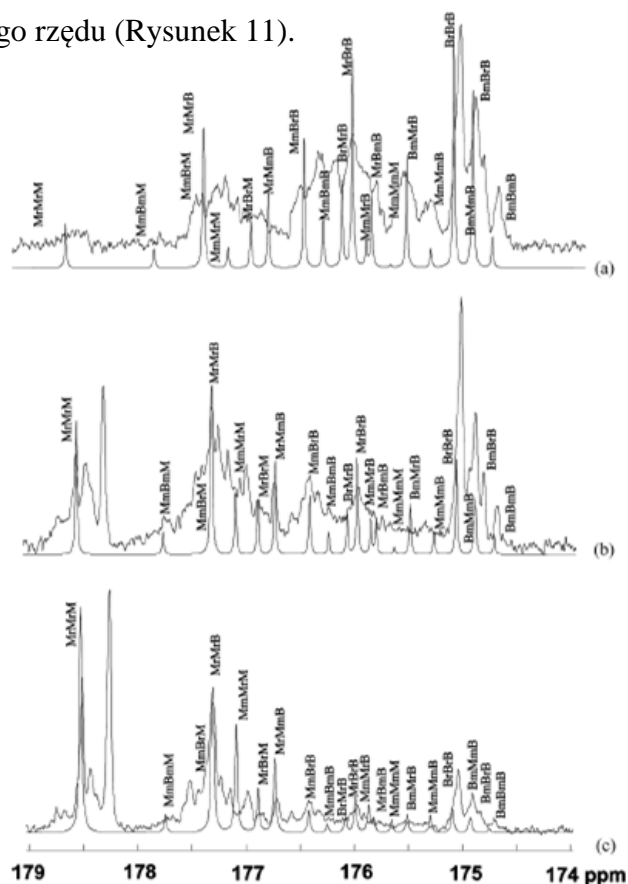 go rzędu (Rysunek 11).
MrMrM
MmBmM
MmBrM
MrMrB
MmMrM
MrBrM
MrMmB
MmBrB
MmBmB
BrMrB
MrBrB
MmMrB
MrBmB
MmMmM
BmMrB
MmMmB
BrBrB
BmMmB
BmBrB
BmBmB
(a)
MrMrM
MmBmM
MmBrM
MrMrB
MmMrM
MrBrM
MrMmB
MmBrB
MmBmB
BrMrB
MrBrB
MmMrB
MrBmB
MmMmM
BmMrB
MmMmB
BrBrB
BmMmB
BmBrB
BmBmB
(b)
MrMrM
MmBmM
MmBrM
MrMrB
MmMrM
MrBrM
MrMmB
MmBrB
MmBmB
BrMrB
MrBrB
MmMrB
MrBmB
MmMmM
BmMrB
MmMmB
BrBrB
BmMmB
BmBrB
BmBmB
(c)
179 178 177 176 175 174 ppm